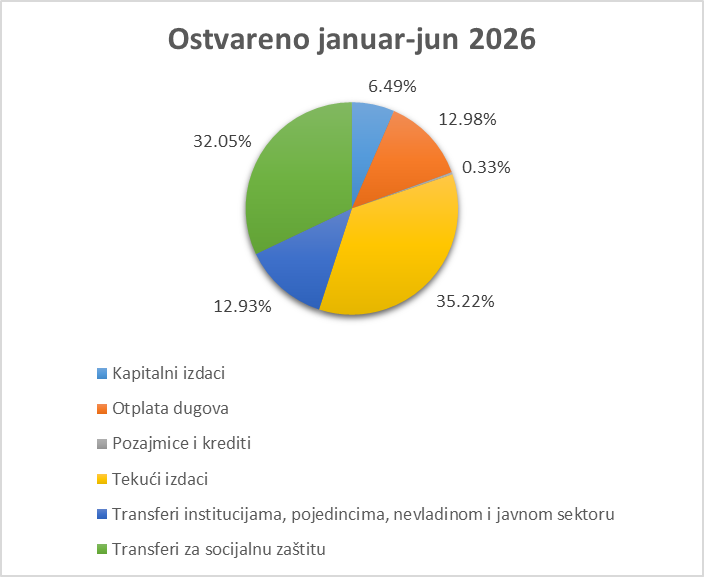 Ostvareno januar-jun 2026
6.49%
12.98%
0.33%
32.05%
35.22%
12.93%
Kapitalni izdaci
Otplata dugova
Pozajmice i krediti
Tekući izdaci
Transferi institucijama, pojedincima, nevladinom i javnom sektoru
Transferi za socijalnu zaštitu